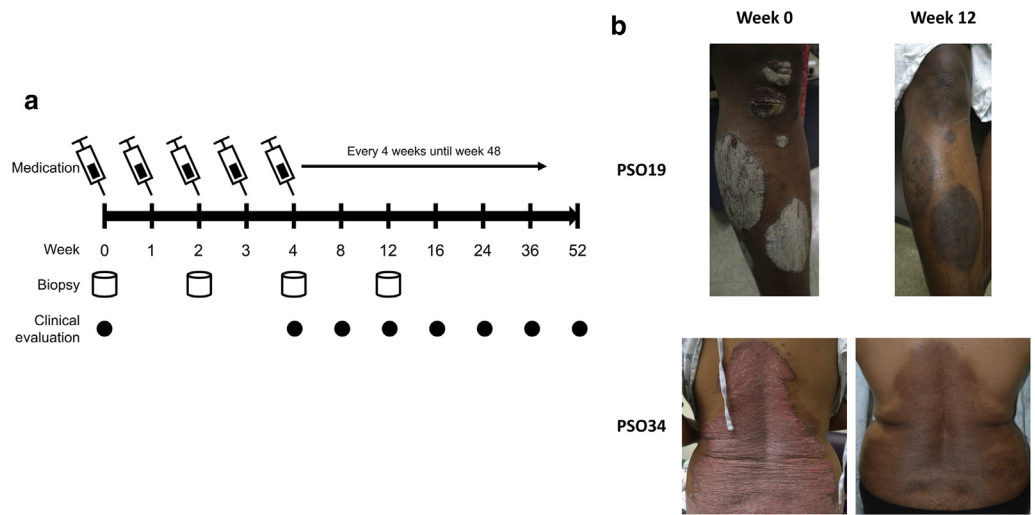 a
Medication
Every 4 weeks until week 48
Week 0 1 2 3 4 8 12 16 24 36 52
Biopsy
Clinical
evaluation
b
Week 0 Week 12
PSO19
PSO34